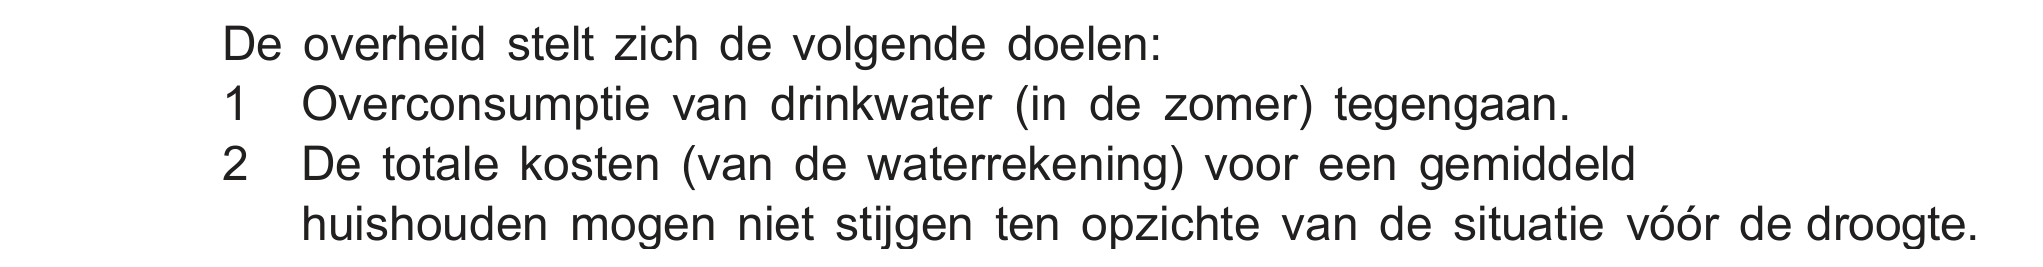 De overheid stelt zich de volgende doelen:
1 Overconsumptie van drinkwater (in de zomer) tegengaan.
2 De totale kosten (van de waterrekening) voor een gemiddeld
huishouden mogen niet stijgen ten opzichte van de situatie vóór de droogte.